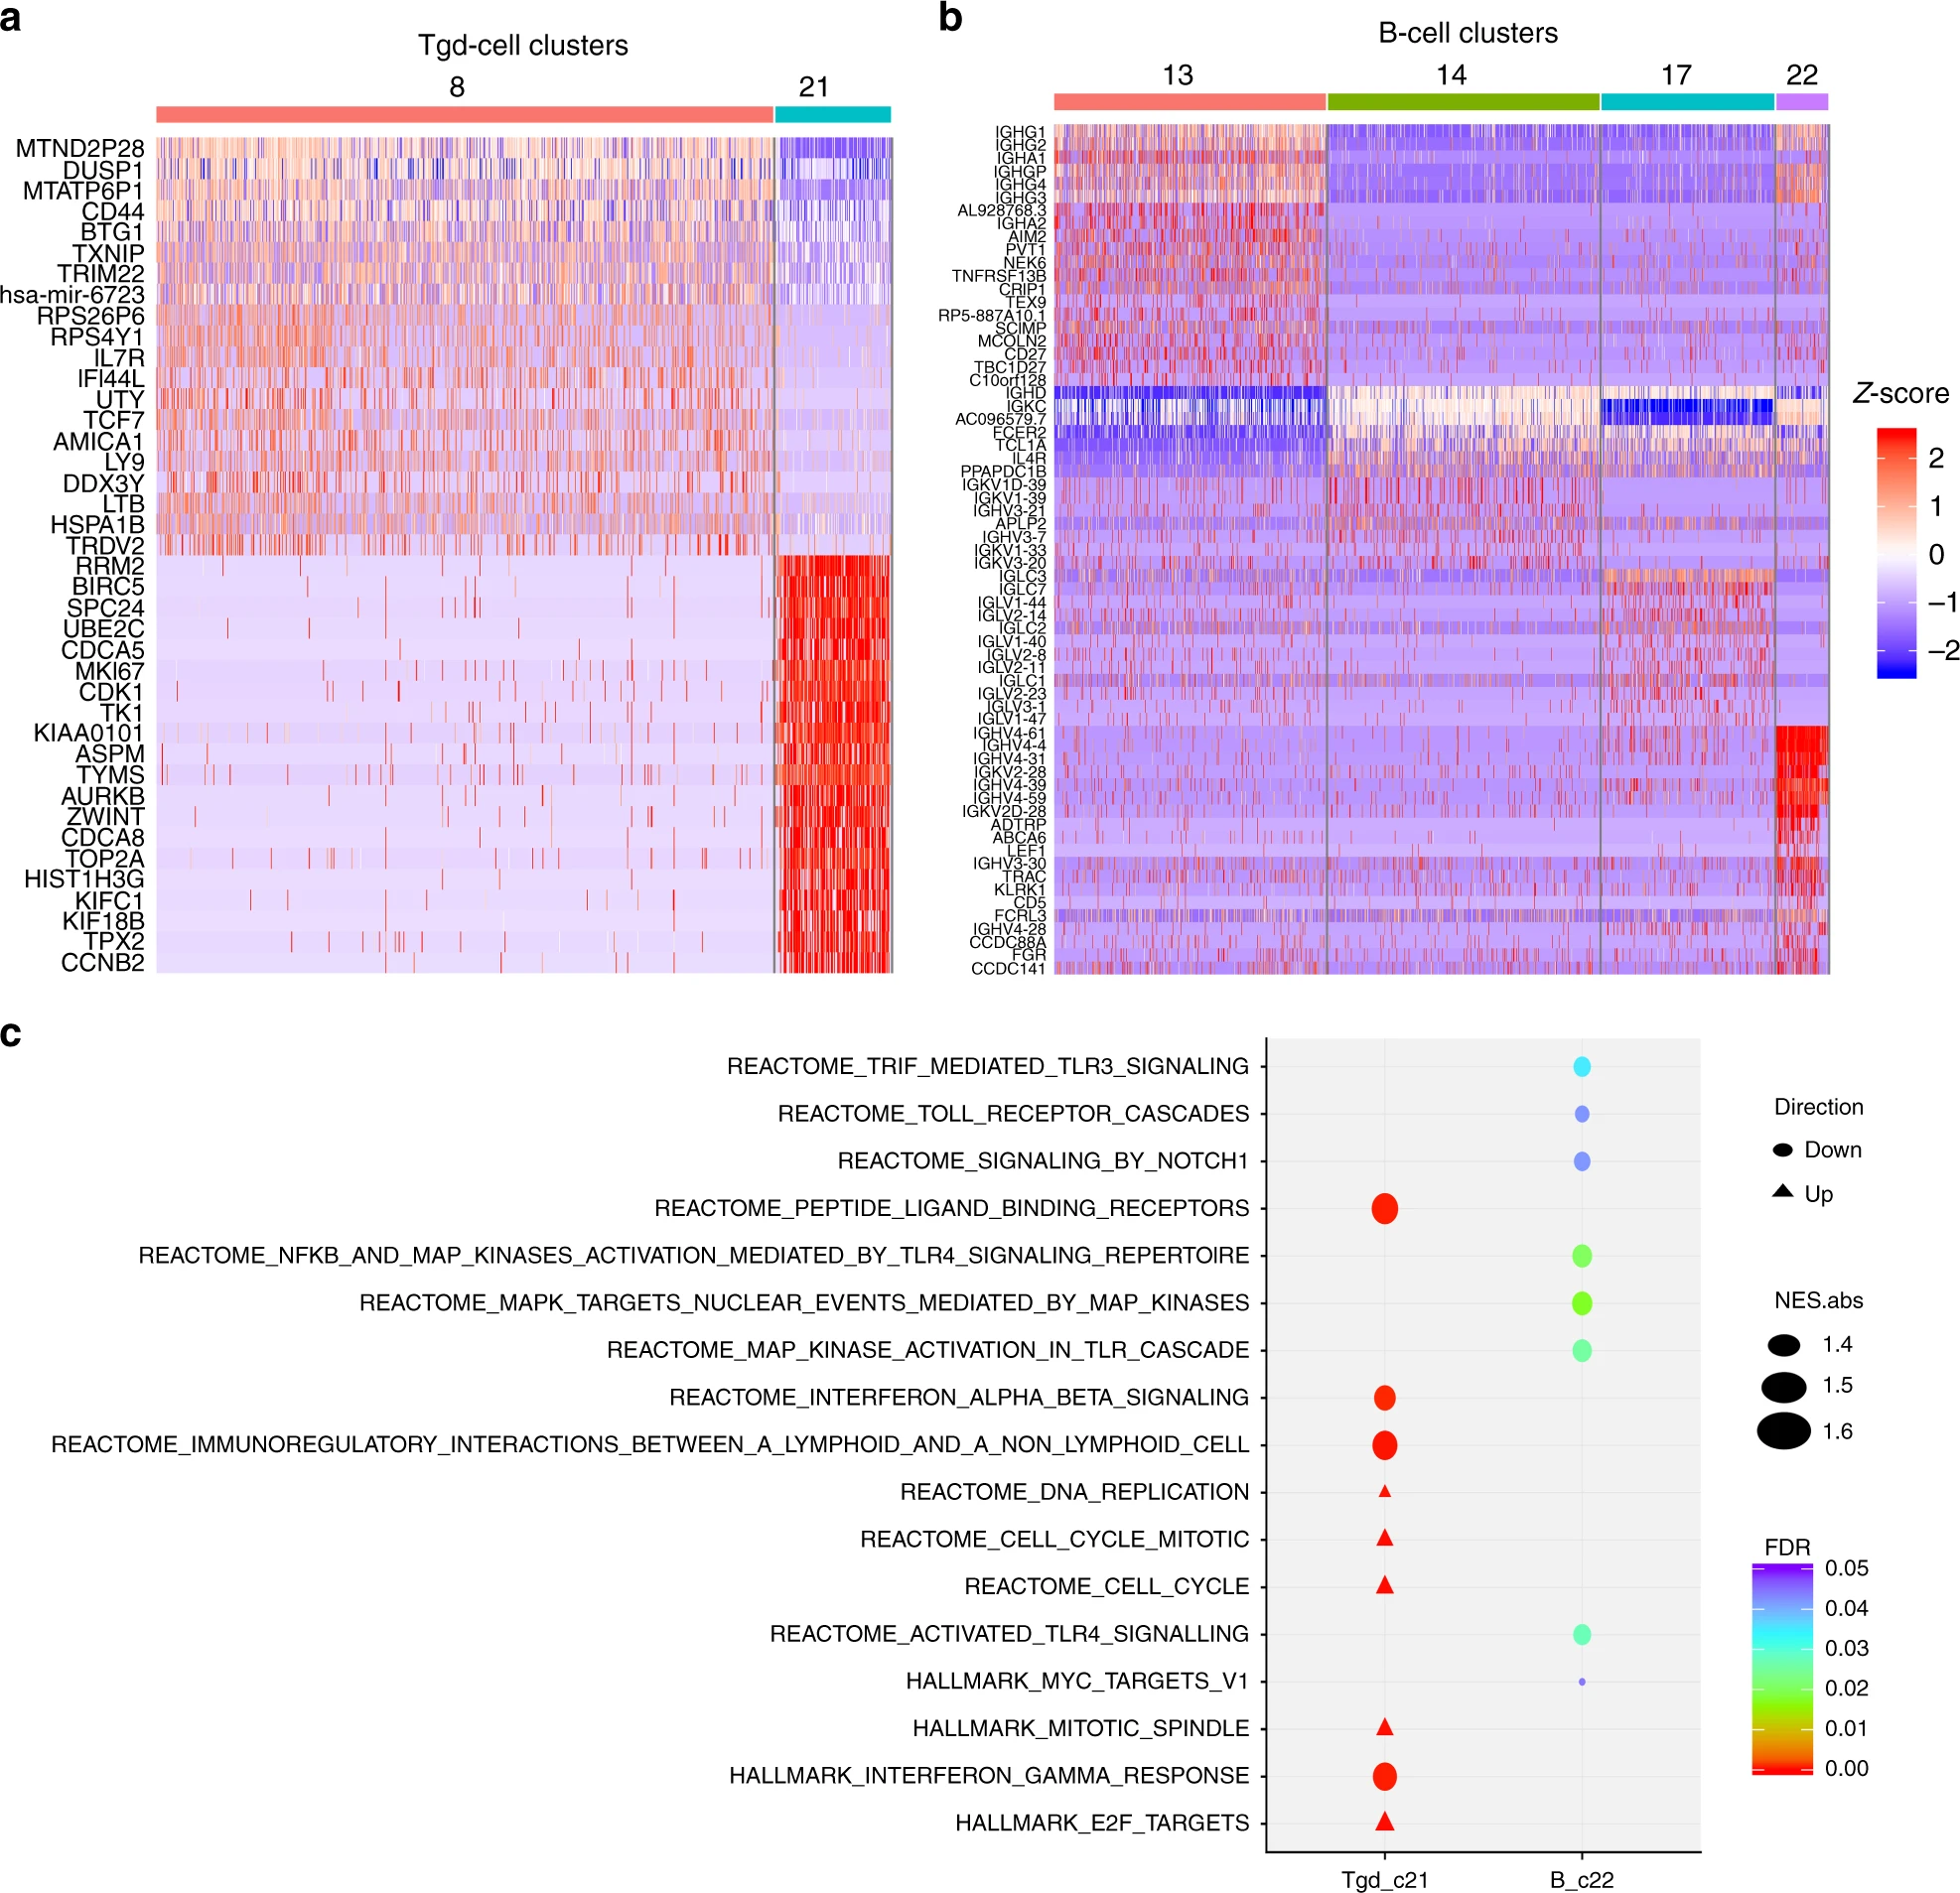 a
Tgd-cell clusters
8
21
MTND2P28
DUSP1
MTATP6P1
CD44
BTG1
TXNIP
TRIM22
hsa-mir-6723
RPS26P6
RPS4Y1
IL7R
IFI44L
UTY
TCF7
AMICA1
LY9
DDX3Y
LTB
HSPA1B
TRDV2
RRM2
BIRC5
SPC24
UBE2C
CDCA5
MKI67
CDK1
TK1
KIAA0101
ASPM
TYMS
AURKB
ZWINT
CDCA8
TOP2A
HIST1H3G
KIFC1
KIF18B
TPX2
CCNB2
b
B-cell clusters
13
14
17
22
IGHG1
IGHG2
IGHA1
IGHGP
IGHG4
IGHG3
AL928768.3
IGHA2
AIM2
PVT1
NEK6
TNFRSF13B
CRIP1
TEX9
RP5-887A10.1
SCIMP
MCOLN2
CD27
TBC1D27
C10orf128
IGHD
IGKC
AC096579.7
FCER2
TCL1A
IL4R
PPAPDC1B
IGKV1D-39
IGKV1-39
IGHV3-21
APLP2
IGHV3-7
IGKV1-33
IGKV3-20
IGLC3
IGLC7
IGLV1-44
IGLV2-14
IGLC2
IGLV1-40
IGLV2-8
IGLV2-11
IGLC1
IGLV2-23
IGLV3-1
IGLV1-47
IGHV4-61
IGHV4-4
IGHV4-31
IGKV2-28
IGHV4-39
IGHV4-59
IGKV2D-28
ADTRP
ABCA6
LEF1
IGHV3-30
TRAC
KLRK1
CD5
FCRL3
IGHV4-28
CCDC88A
FGR
CCDC141
Z-score
2
1
0
−1
−2
c
REACTOME_TRIF_MEDIATED_TLR3_SIGNALING
REACTOME_TOLL_RECEPTOR_CASCADES
REACTOME_SIGNALING_BY_NOTCH1
REACTOME_PEPTIDE_LIGAND_BINDING_RECEPTORS
REACTOME_NFKB_AND_MAP_KINASES_ACTIVATION_MEDIATED_BY_TLR4_SIGNALING_REPERTOIRE
REACTOME_MAPK_TARGETS_NUCLEAR_EVENTS_MEDIATED_BY_MAP_KINASES
REACTOME_MAP_KINASE_ACTIVATION_IN_TLR_CASCADE
REACTOME_INTERFERON_ALPHA_BETA_SIGNALING
REACTOME_IMMUNOREGULATORY_INTERACTIONS_BETWEEN_A_LYMPHOID_AND_A_NON_LYMPHOID_CELL
REACTOME_DNA_REPLICATION
REACTOME_CELL_CYCLE_MITOTIC
REACTOME_CELL_CYCLE
REACTOME_ACTIVATED_TLR4_SIGNALLING
HALLMARK_MYC_TARGETS_V1
HALLMARK_MITOTIC_SPINDLE
HALLMARK_INTERFERON_GAMMA_RESPONSE
HALLMARK_E2F_TARGETS
Tgd_c21
B_c22
Direction
Down
Up
NES.abs
1.4
1.5
1.6
FDR
0.05
0.04
0.03
0.02
0.01
0.00